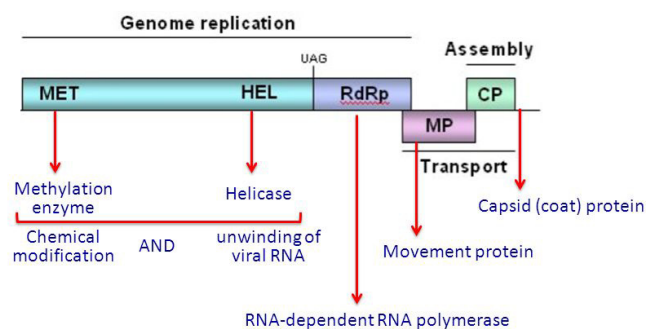 Genome replication
Assembly
UAG
MET HEL RdRp CP
MP
Transport
Methylation
enzyme
Helicase
Capsid (coat) protein
Chemical
modification
AND
unwinding of
viral RNA
Movement protein
RNA-dependent RNA polymerase